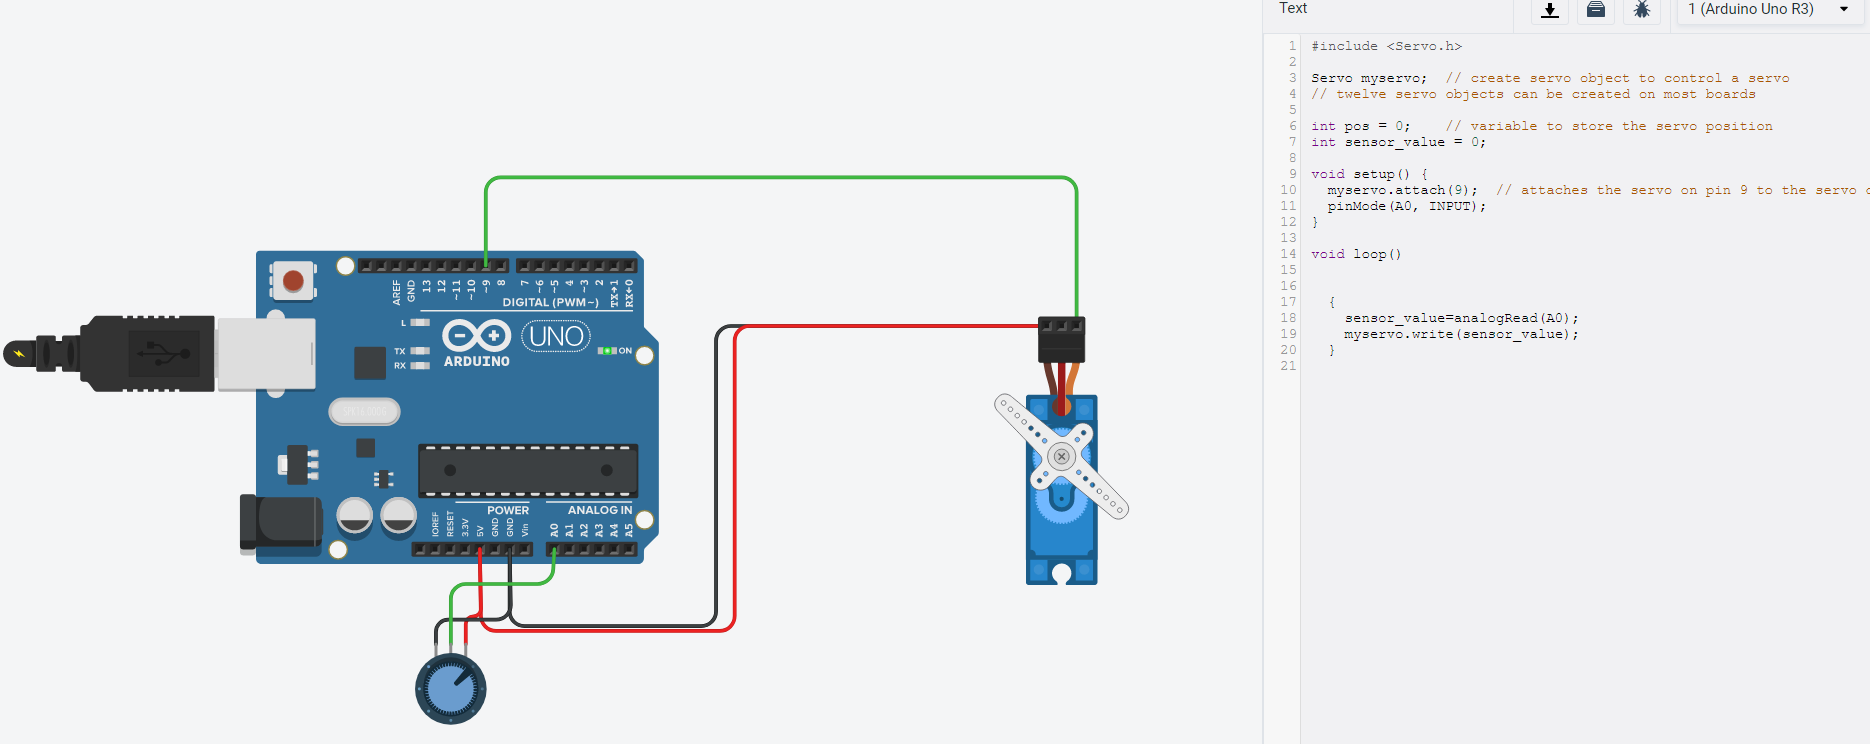 Text
1 (Arduino Uno R3)
1 #include <Servo.h>
2
3 Servo myservo;  // create servo object to control a servo
4 // twelve servo objects can be created on most boards
5
6 int pos = 0;    // variable to store the servo position
7 int sensor_value = 0;
8
9 void setup() {
10   myservo.attach(9);  // attaches the servo on pin 9 to the servo
11   pinMode(A0, INPUT);
12 }
13
14 void loop()
15
16
17   {
18     sensor_value=analogRead(A0);
19     myservo.write(sensor_value);
20   }
21
AREF GND 13 12 ~11 ~10 ~9 8 7 ~6 ~5 4 ~3 2 TX→1 RX←0
DIGITAL (PWM~)
L
TX
RX
ARDUINO
UNO
ON
POWER
ANALOG IN
IOREF RESET 3.3V 5V GND GND Vin A0 A1 A2 A3 A4 A5